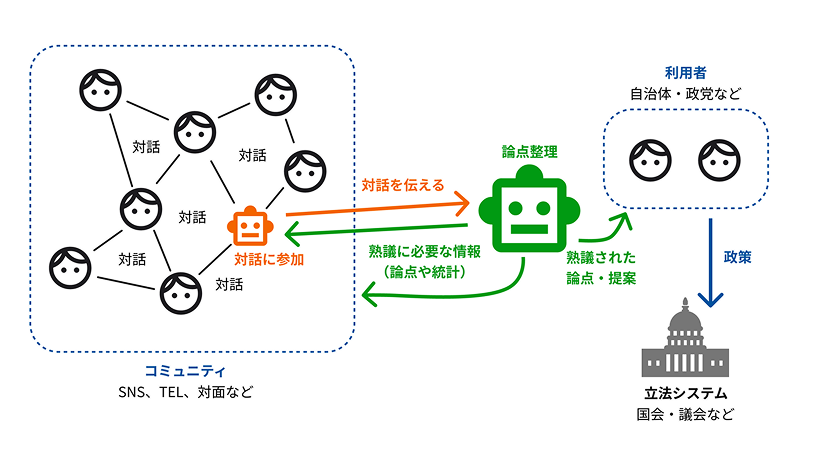 利用者
自治体・政党など
対話
対話
論点整理
対話を伝える
対話
対話に参加
対話
熟議に必要な情報
（論点や統計）
熟議された
論点・提案
政策
対話
コミュニティ
SNS、TEL、対面など
立法システム
国会・議会など